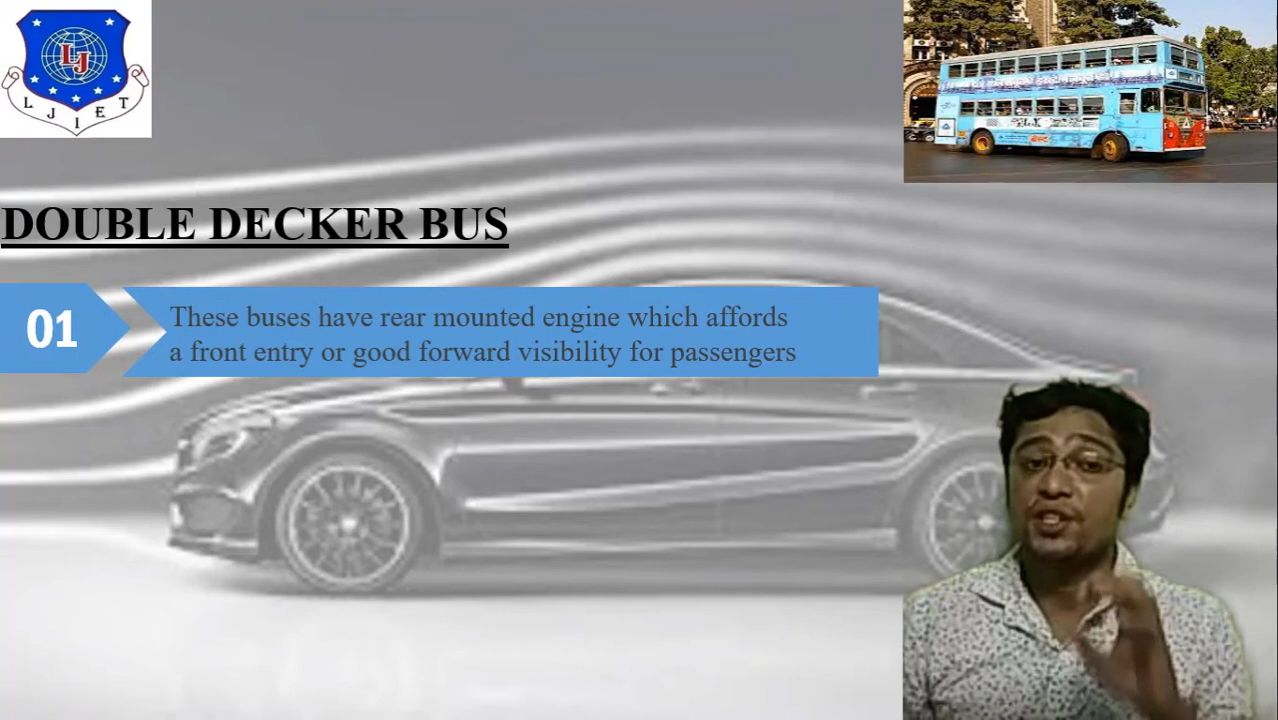 LJ
LJIET
DOUBLE DECKER BUS
01
These buses have rear mounted engine which affords
a front entry or good forward visibility for passengers